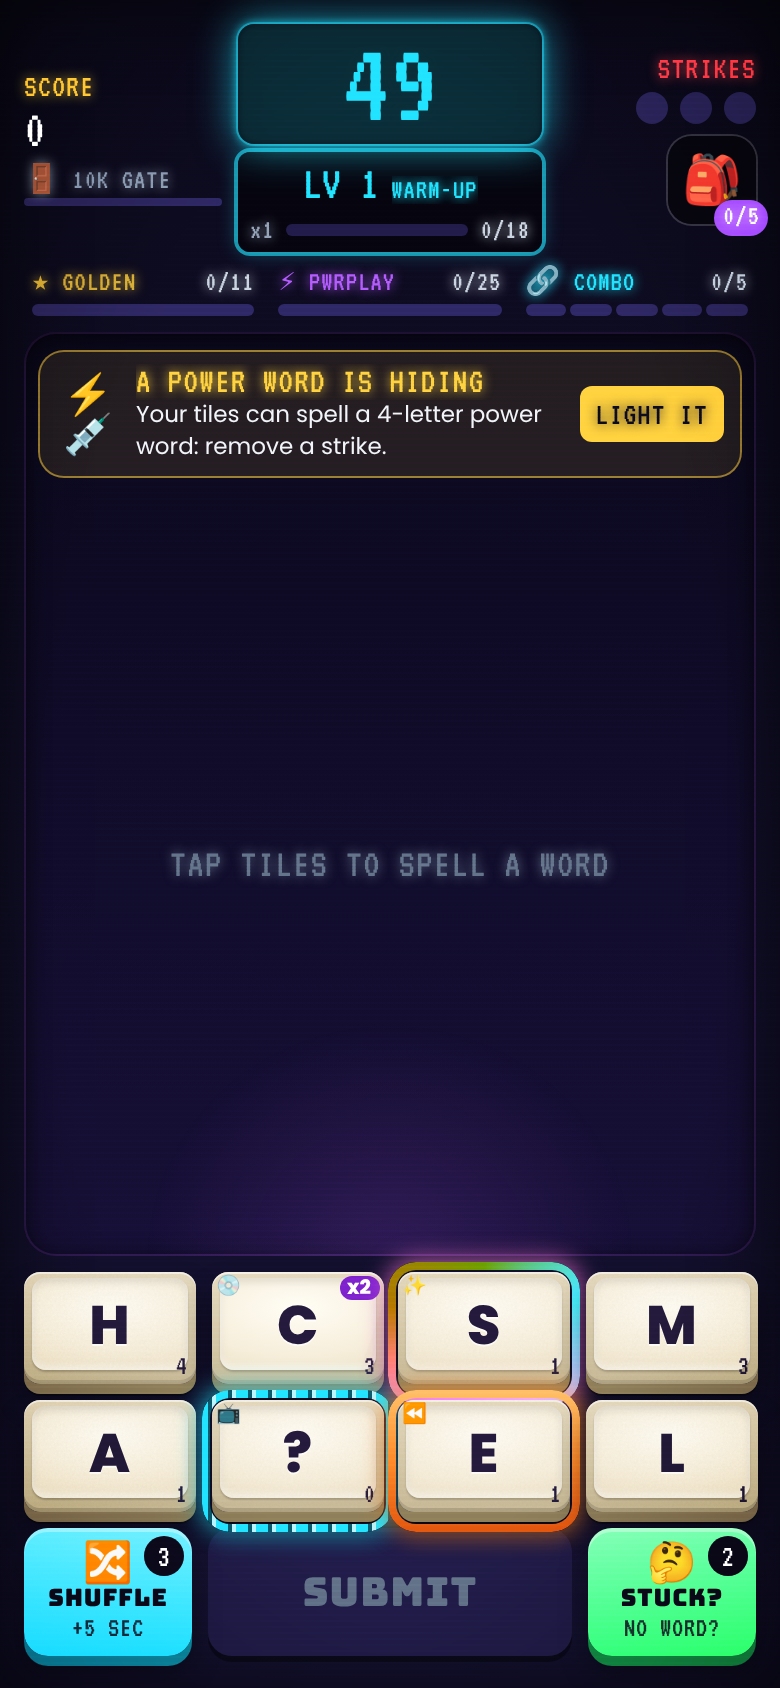 49
SCORE
0
10K GATE
STRIKES
LV 1 WARM-UP
x1 0/18
0/5
★ GOLDEN 0/11
PWRPLAY 0/25
COMBO 0/5
A POWER WORD IS HIDING
Your tiles can spell a 4-letter power
word: remove a strike.
LIGHT IT
TAP TILES TO SPELL A WORD
H 4
C x2 3
S 1
M 3
A 1
? 0
E 1
L 1
3
SHUFFLE
+5 SEC
SUBMIT
2
STUCK?
NO WORD?